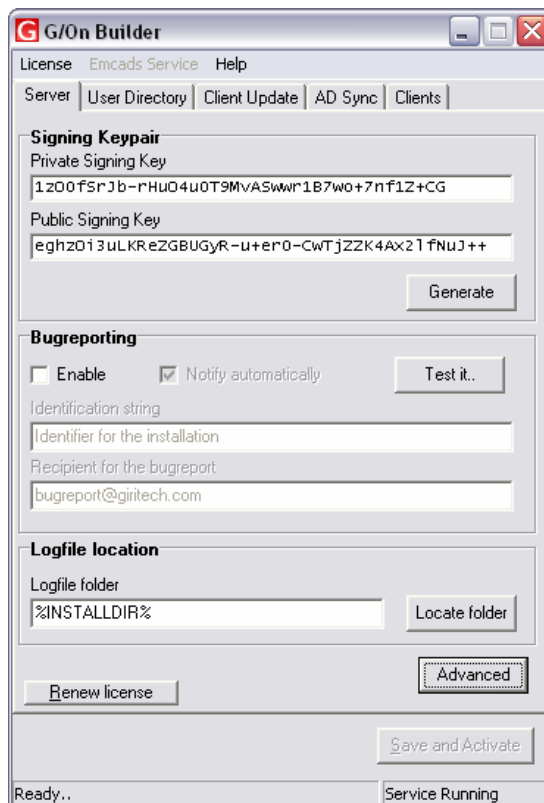 G G/On Builder
License Emcads Service Help
Server User Directory Client Update AD Sync Clients
Signing Keypair
Private Signing Key
1zO0fSrJb-rHuO4u0T9MvASwwr1B7wo+7nf1Z+CG
Public Signing Key
eghzOi3uLKReZGBUGyR-u+er0-CWTjZZK4Ax2lfNuJ++
Generate
Bugreporting
Enable Notify automatically Test it..
Identification string
Identifier for the installation
Recipient for the bugreport
bugreport@giritech.com
Logfile location
Logfile folder
%INSTALLDIR% Locate folder
Advanced
Renew license
Save and Activate
Ready.. Service Running